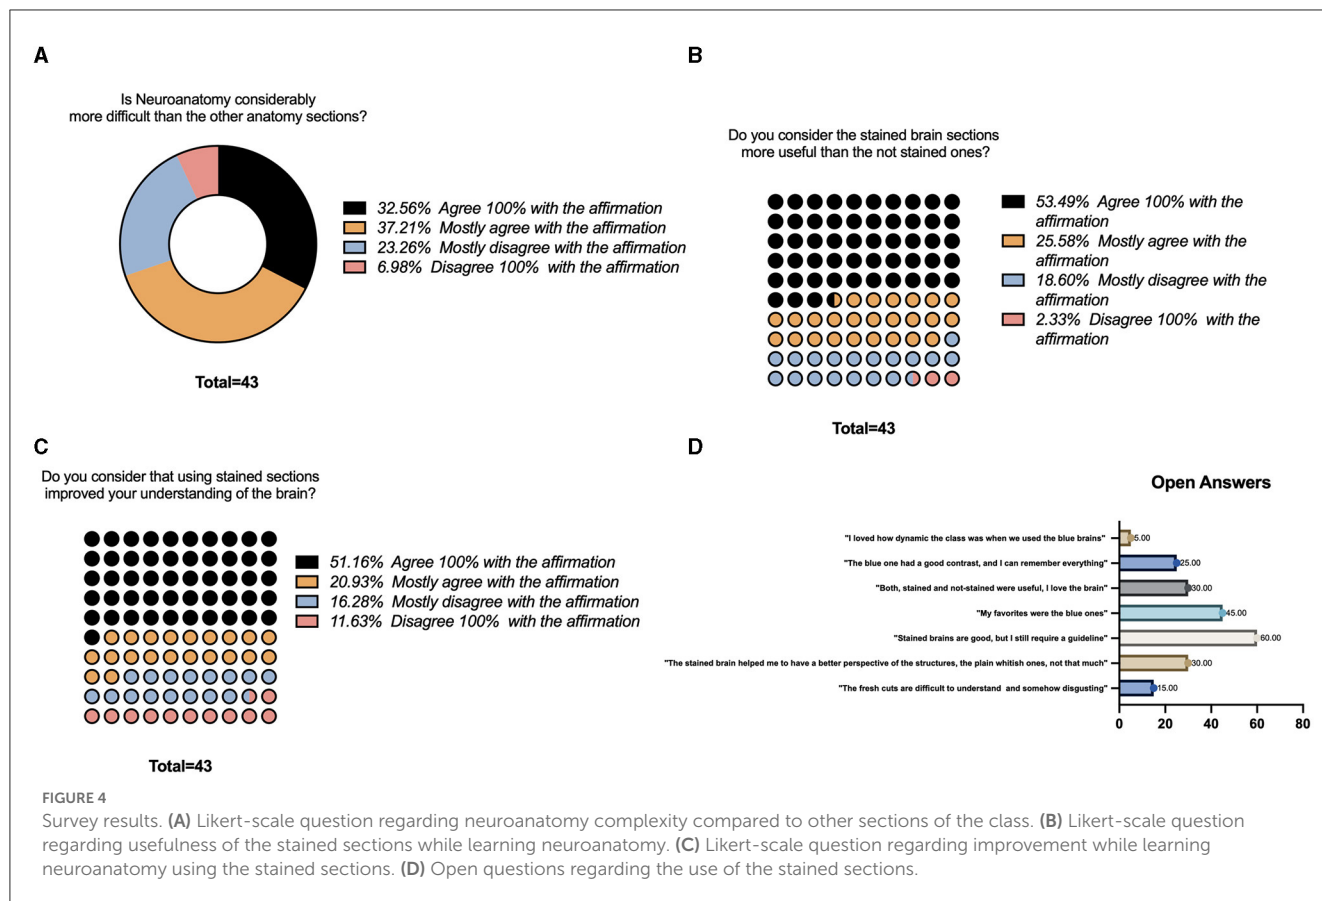 A
Is Neuroanatomy considerably
more difficult than the other anatomy sections?
32.56% Agree 100% with the affirmation
37.21% Mostly agree with the affirmation
23.26% Mostly disagree with the affirmation
6.98% Disagree 100% with the affirmation
Total=43
B
Do you consider the stained brain sections
more useful than the not stained ones?
53.49% Agree 100% with the
affirmation
25.58% Mostly agree with the
affirmation
18.60% Mostly disagree with the
affirmation
2.33% Disagree 100% with the
affirmation
Total=43
C
Do you consider that using stained sections
improved your understanding of the brain?
51.16% Agree 100% with the affirmation
20.93% Mostly agree with the affirmation
16.28% Mostly disagree with the affirmation
11.63% Disagree 100% with the affirmation
Total=43
D
Open Answers
"I loved how dynamic the class was when we used the blue brains" 5.00
"The blue one had a good contrast, and I can remember everything" 25.00
"Both, stained and not-stained were useful, I love the brain" 30.00
"My favorites were the blue ones" 45.00
"Stained brains are good, but I still require a guideline" 60.00
"The stained brain helped me to have a better perspective of the structures, the plain whitish ones, not that much" 30.00
"The fresh cuts are difficult to understand and somehow disgusting" 15.00
0 20 40 60 80
FIGURE 4
Survey results. (A) Likert-scale question regarding neuroanatomy complexity compared to other sections of the class. (B) Likert-scale question
regarding usefulness of the stained sections while learning neuroanatomy. (C) Likert-scale question regarding improvement while learning
neuroanatomy using the stained sections. (D) Open questions regarding the use of the stained sections.